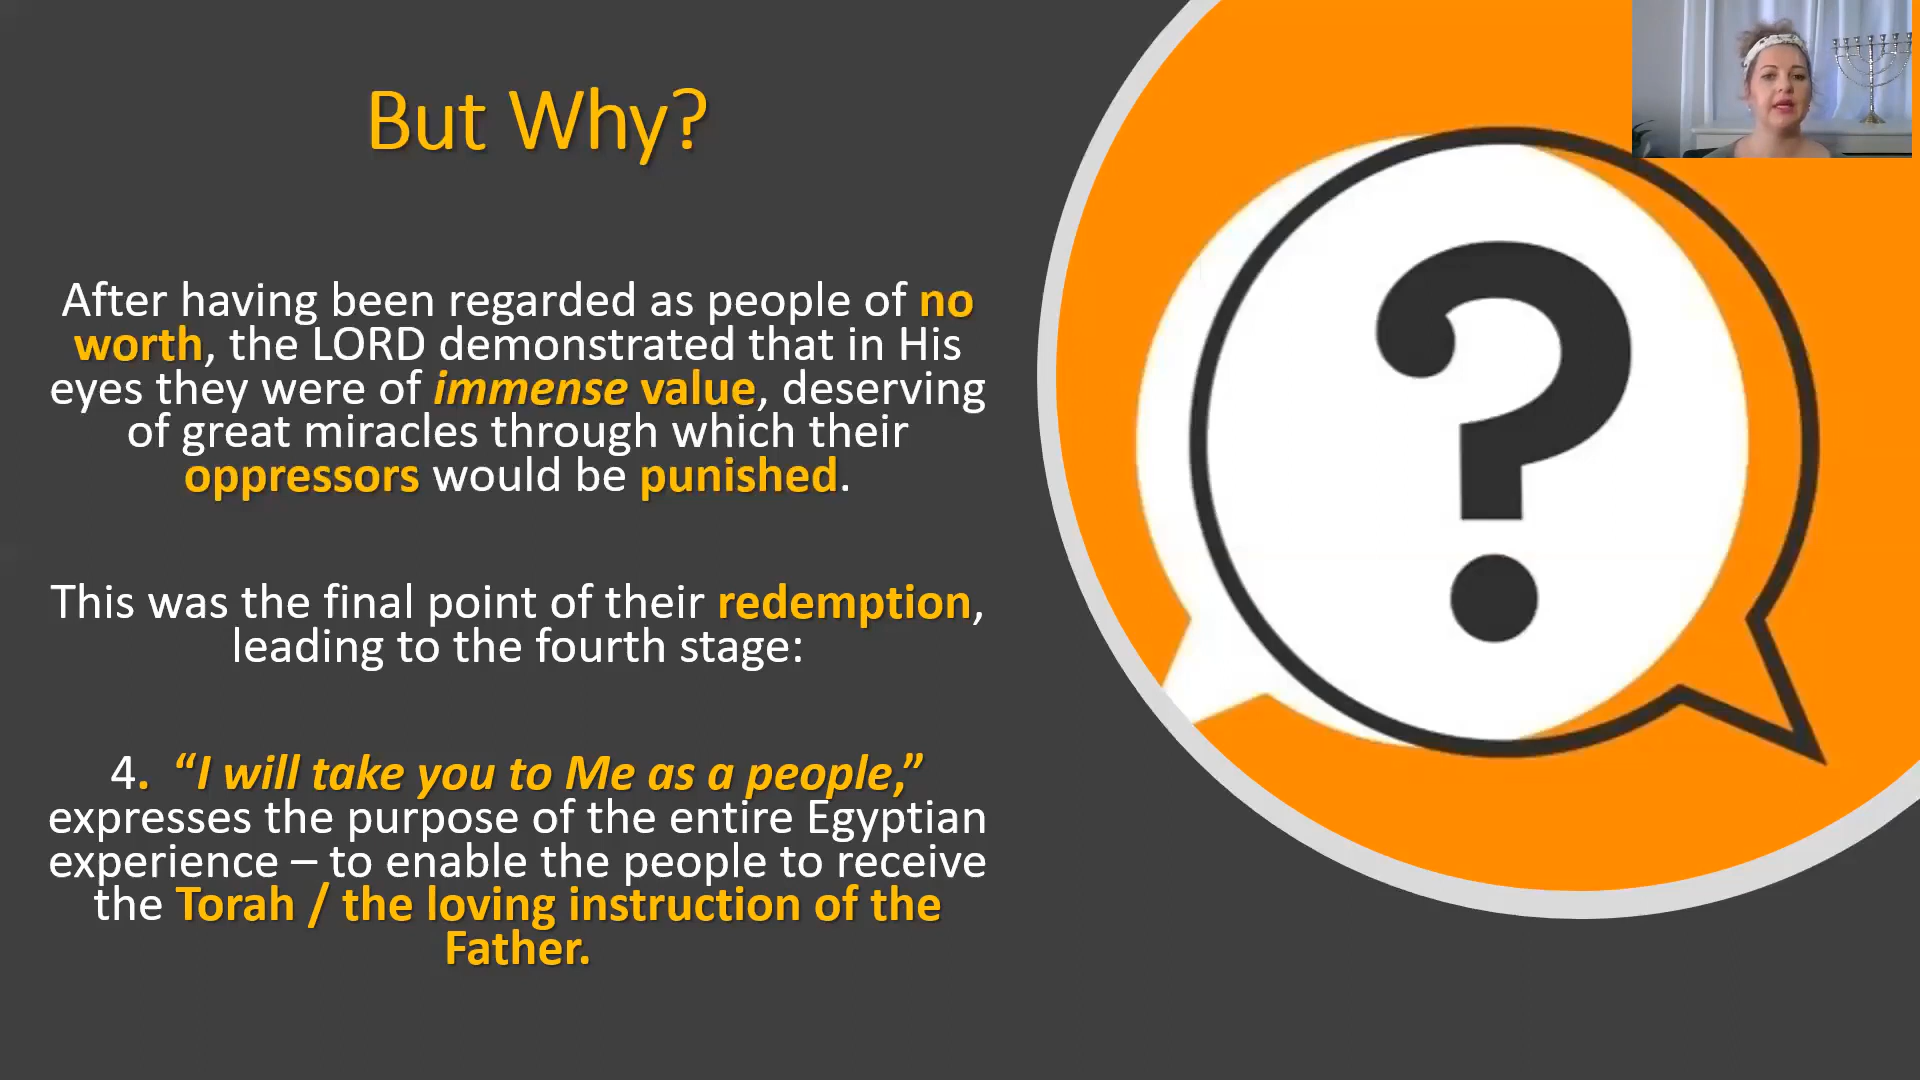 But Why?
After having been regarded as people of no
worth, the LORD demonstrated that in His
eyes they were of immense value, deserving
of great miracles through which their
oppressors would be punished.
This was the final point of their redemption,
leading to the fourth stage:
4. “I will take you to Me as a people,”
expresses the purpose of the entire Egyptian
experience – to enable the people to receive
the Torah / the loving instruction of the
Father.
?